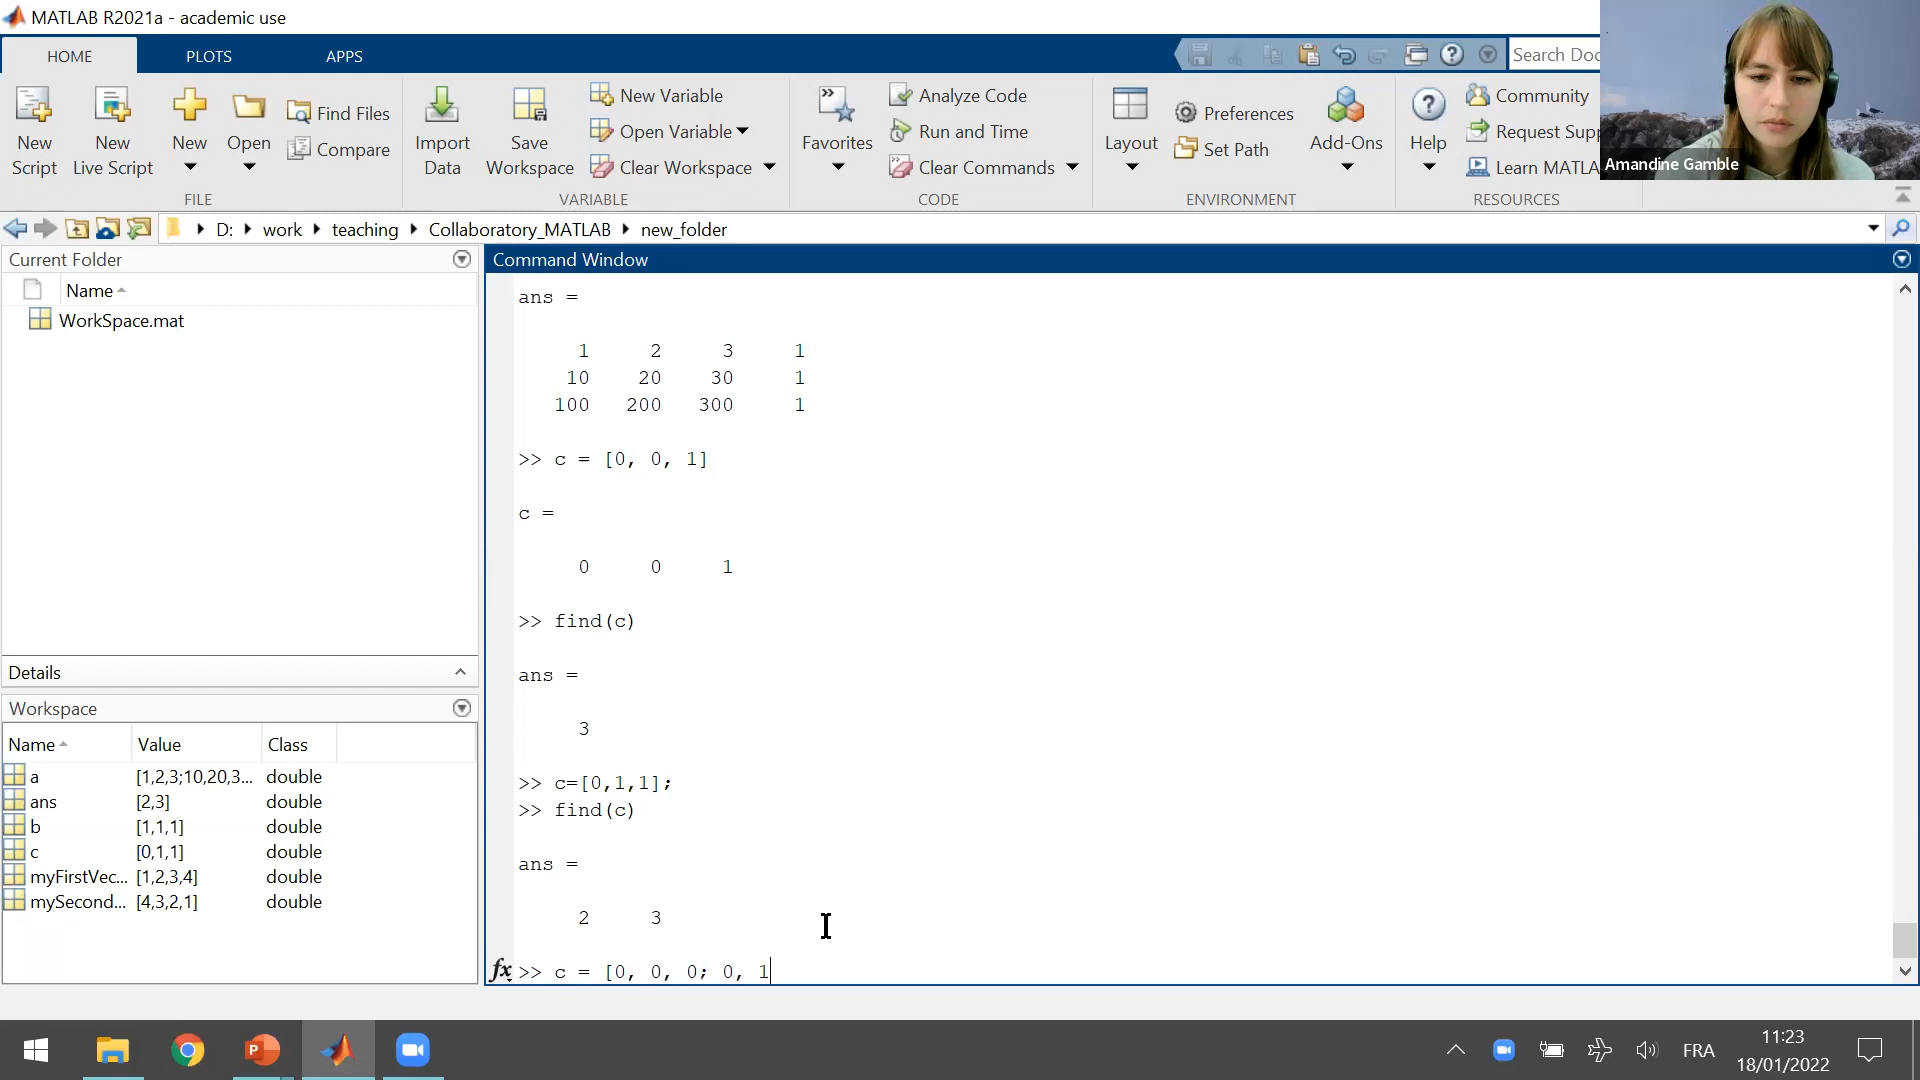 MATLAB R2021a - academic use
HOME PLOTS APPS
Search Doc
New Script
New Live Script
New
Open
Find Files
Compare
FILE
Import Data
Save Workspace
New Variable
Open Variable
Clear Workspace
VARIABLE
Favorites
Analyze Code
Run and Time
Clear Commands
CODE
Layout
Preferences
Set Path
Add-Ons
ENVIRONMENT
Help
Community
Request Supp
Learn MATLA
RESOURCES
Amandine Gamble
D: work teaching Collaboratory_MATLAB new_folder
Current Folder
Name
WorkSpace.mat
Details
Workspace
Name Value Class
a [1,2,3;10,20,3... double
ans [2,3] double
b [1,1,1] double
c [0,1,1] double
myFirstVec... [1,2,3,4] double
mySecond... [4,3,2,1] double
Command Window
ans =
1 2 3 1
10 20 30 1
100 200 300 1
>> c = [0, 0, 1]
c =
0 0 1
>> find(c)
ans =
3
>> c=[0,1,1];
>> find(c)
ans =
2 3
fx >> c = [0, 0, 0; 0, 1
FRA
11:23
18/01/2022